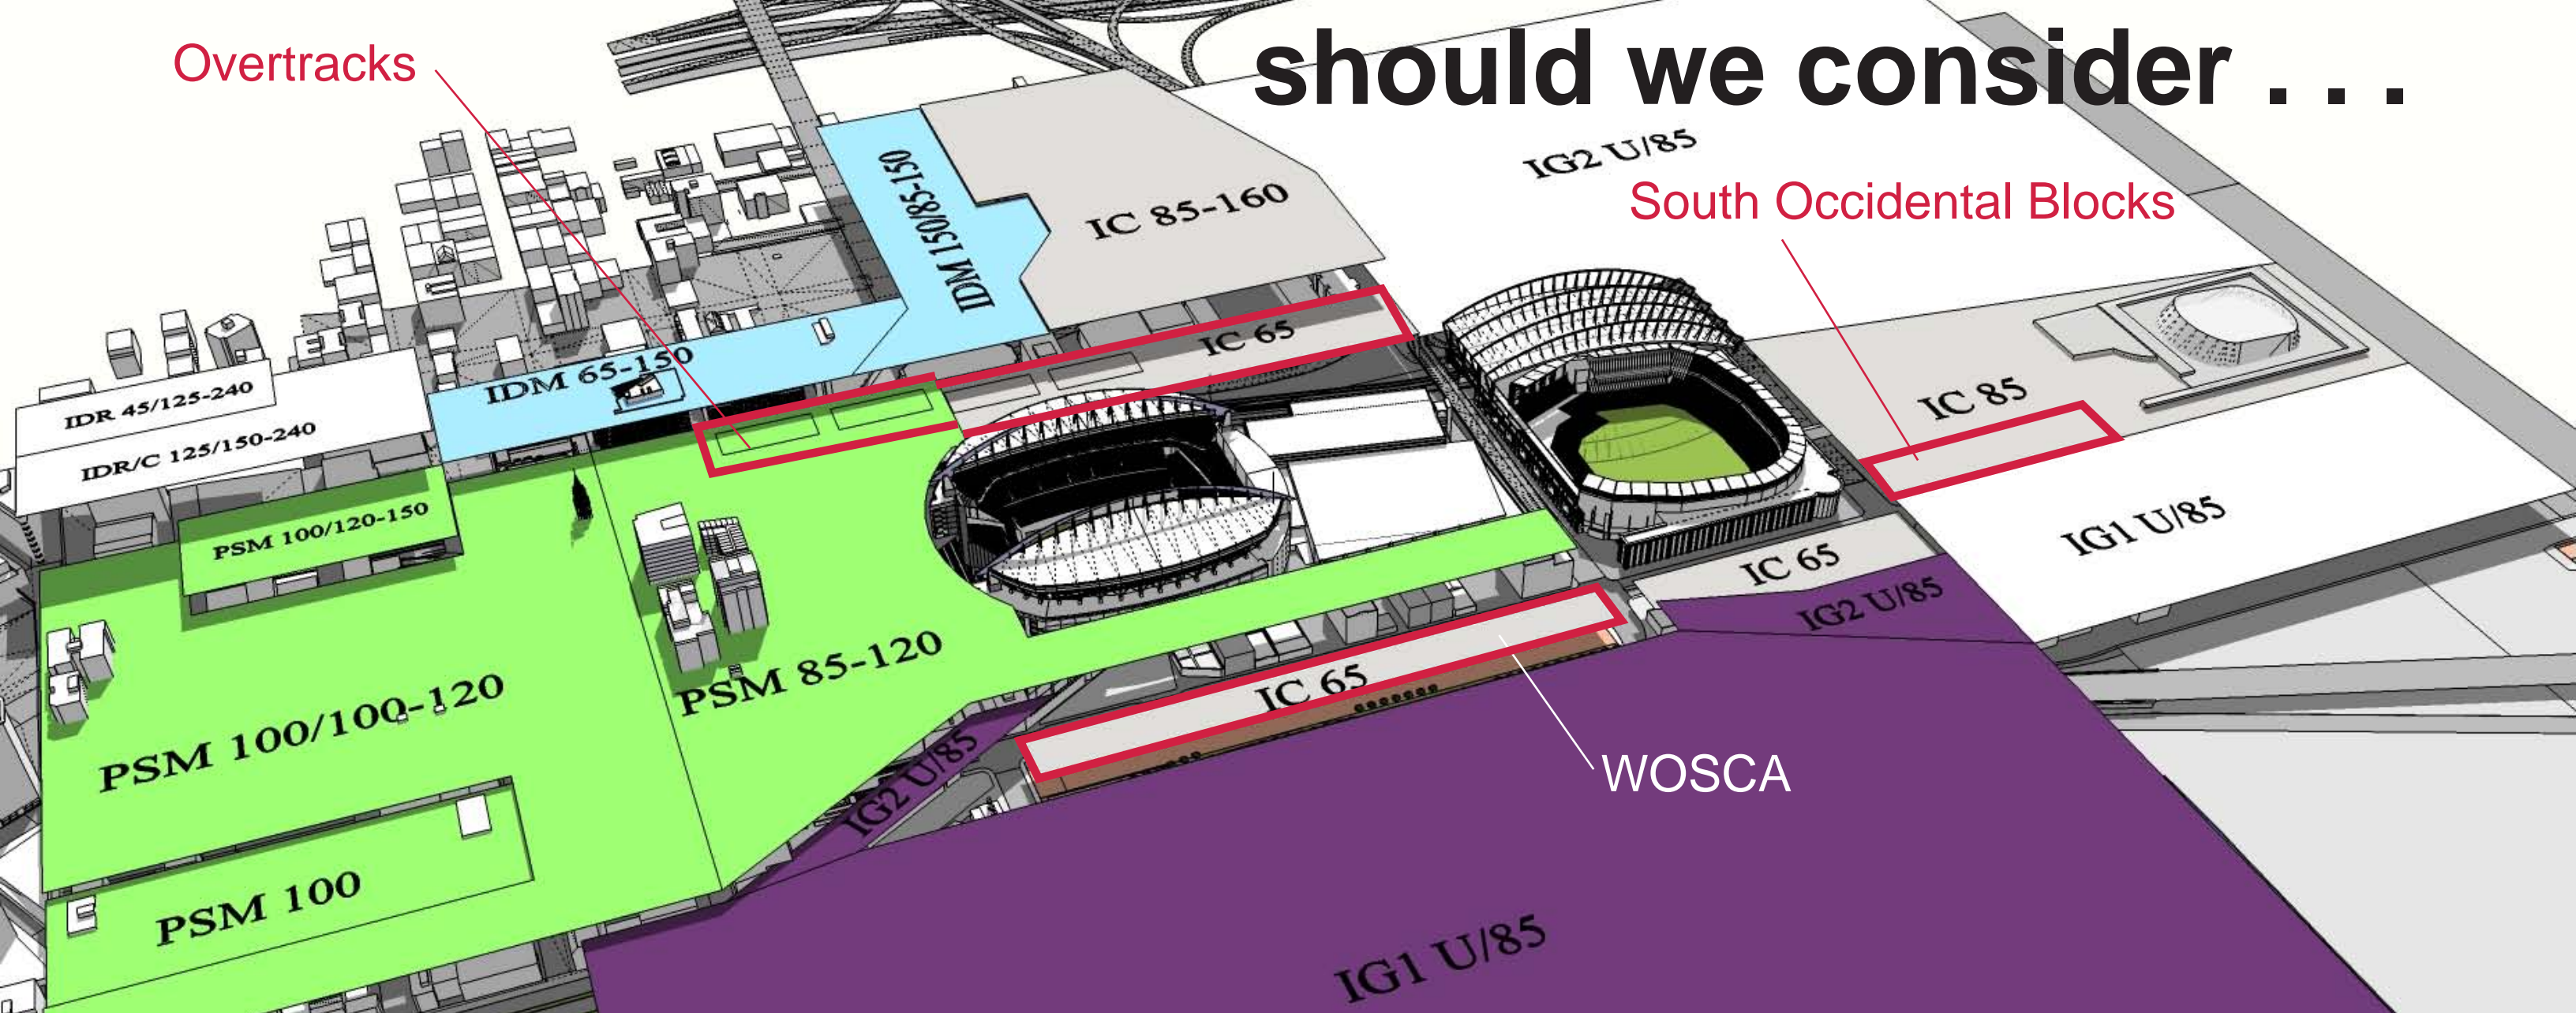 should we consider . . .
Overtracks
IG2 U/85
IDM 150/85-150
IC 85-160
South Occidental Blocks
IC 65
IDM 65-150
IDR 45/125-240
IC 85
IDR/C 125/150-240
PSM 100/120-150
IG1 U/85
IC 65
IG2 U/85
PSM 85-120
IC 65
PSM 100/100-120
IG2 U/85
WOSCA
PSM 100
IG1 U/85